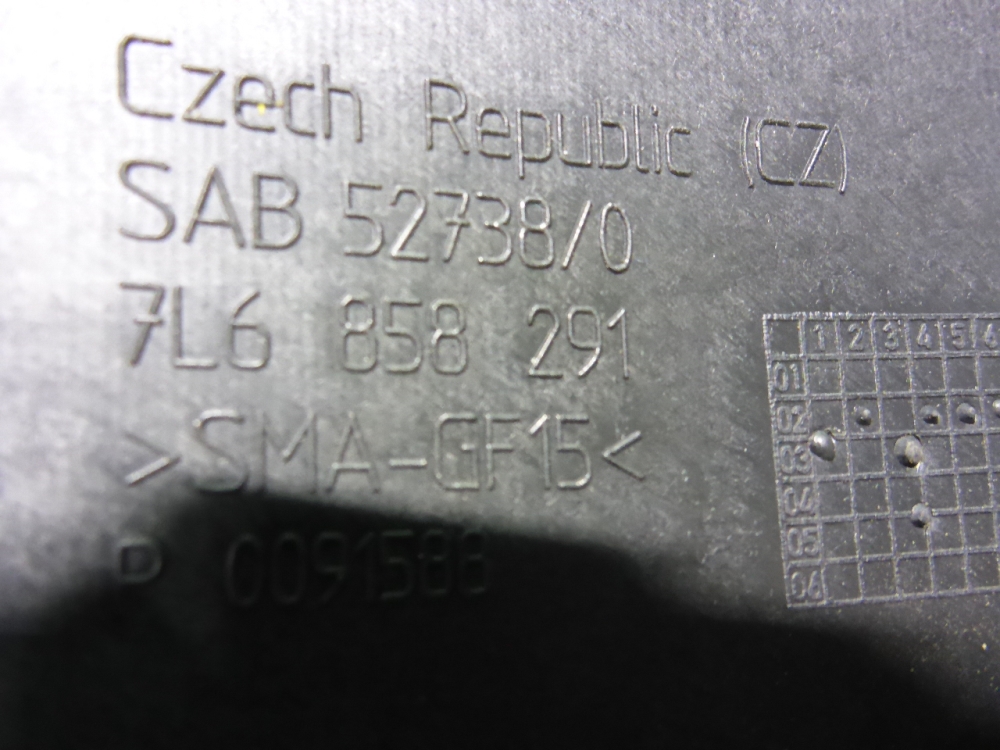 Czech Republic (CZ)
SAB 52738/0
7L6 858 291
>SMA-GF15<
D 0091588
1 2 3 4 5 6
01
02
03
04
05
06